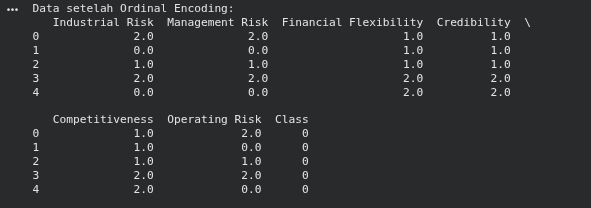 ••• Data setelah Ordinal Encoding:
   Industrial Risk  Management Risk  Financial Flexibility  Credibility  \
0              2.0              2.0                    1.0          1.0
1              0.0              0.0                    1.0          1.0
2              1.0              1.0                    1.0          1.0
3              2.0              2.0                    2.0          2.0
4              0.0              0.0                    2.0          2.0
   Competitiveness  Operating Risk  Class
0              1.0             2.0      0
1              1.0             0.0      0
2              1.0             1.0      0
3              2.0             2.0      0
4              2.0             0.0      0